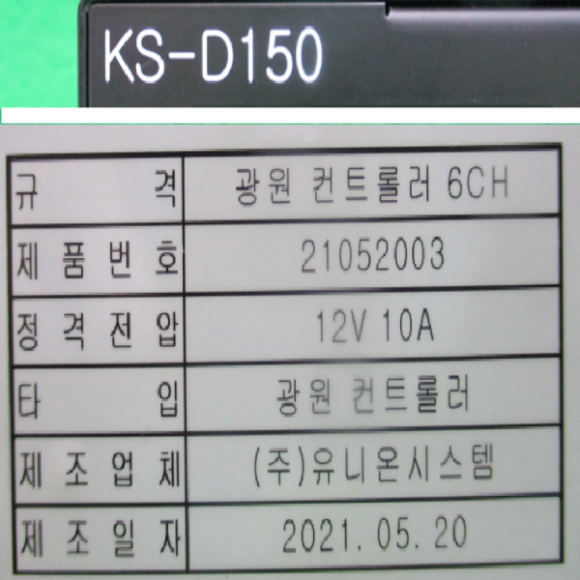 KS-D150
규격 광원 컨트롤러 6CH
제품번호 21052003
정격전압 12V 10A
타입 광원 컨트롤러
제조업체 (주)유니온시스템
제조일자 2021.05.20